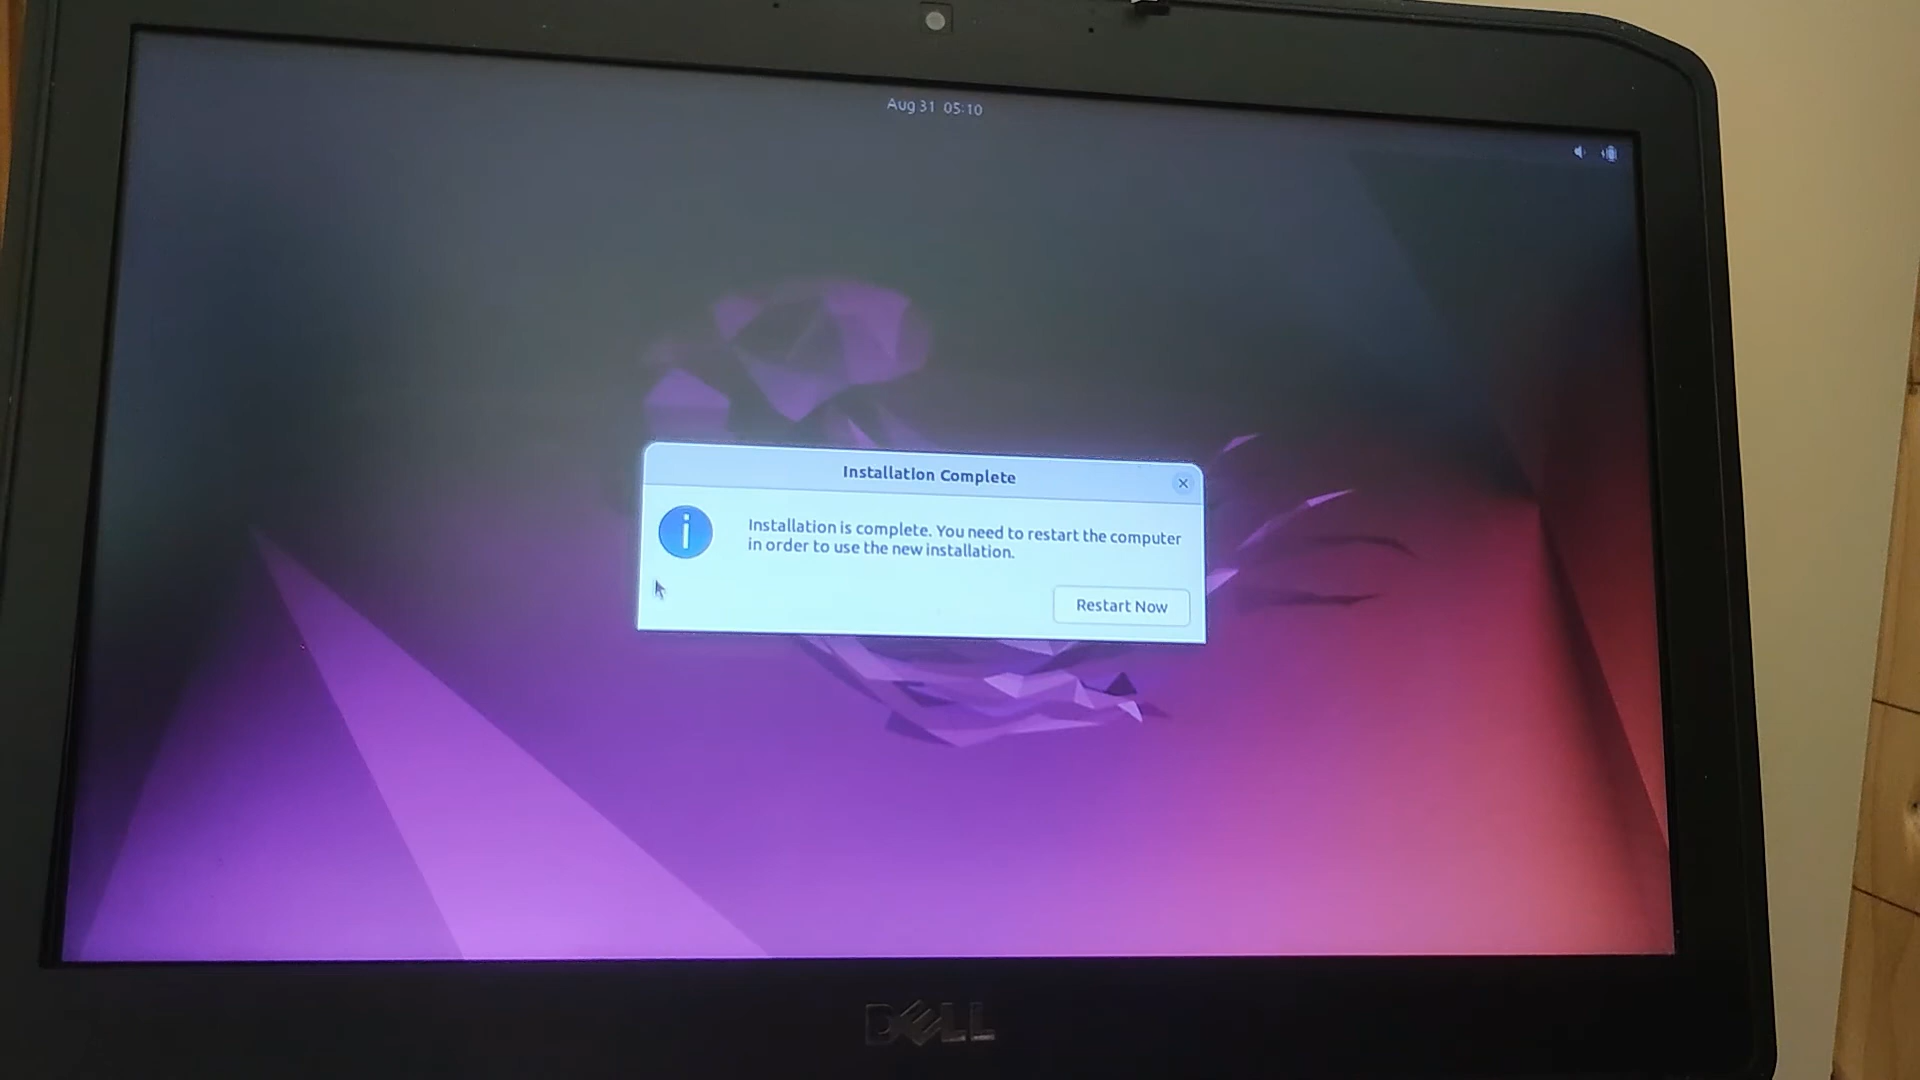 Aug 31 05:10
Installation Complete
Installation is complete. You need to restart the computer
in order to use the new installation.
Restart Now
DELL